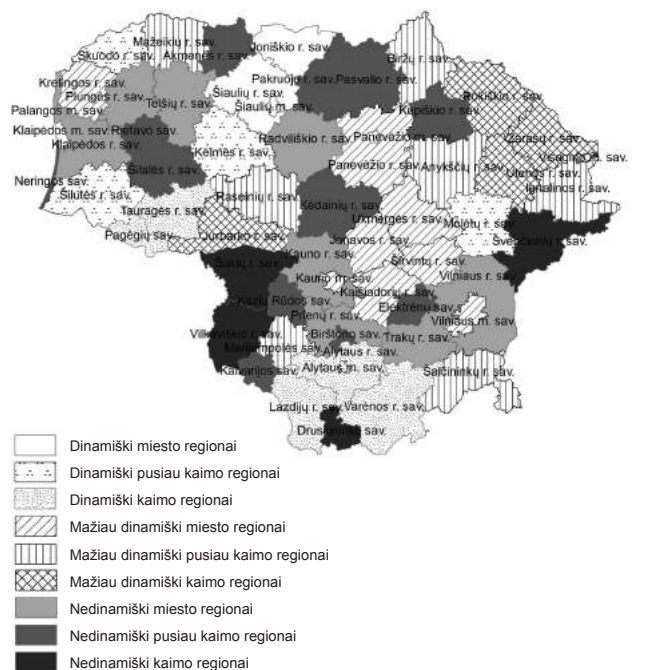 Mažeikių r. sav.
Skuodo r. sav.
Akmenės r. sav.
Joniškio r. sav.
Biržų r. sav.
Kretingos r. sav.
Plungės r. sav.
Telšių r. sav.
Šiaulių r. sav.
Šiaulių m. sav.
Pakruojo r. sav.
Pasvalio r. sav.
Rokiškio r. sav.
Palangos m. sav.
Kupiškio r. sav.
Klaipėdos m. sav.
Rietavo sav.
Klaipėdos r. sav.
Kelmės r. sav.
Radviliškio r. sav.
Panevėžio m. sav.
Zarasų r. sav.
Visagino m. sav.
Šilalės r. sav.
Panevėžio r. sav.
Anykščių r. sav.
Utenos r. sav.
Ignalinos r. sav.
Neringos sav.
Šilutės r. sav.
Raseinių r. sav.
Kėdainių r. sav.
Tauragės r. sav.
Ukmergės r. sav.
Molėtų r. sav.
Pagėgių sav.
Jurbarko r. sav.
Jonavos r. sav.
Švenčionių r. sav.
Kauno r. sav.
Širvintų r. sav.
Šakių r. sav.
Kauno m. sav.
Vilniaus r. sav.
Kaišiadorių r. sav.
Kazlų Rūdos sav.
Elektrėnų sav.
Prienų r. sav.
Vilniaus m. sav.
Vilkaviškio r. sav.
Birštono sav.
Trakų r. sav.
Marijampolės sav.
Alytaus r. sav.
Alytaus m. sav.
Kalvarijos sav.
Šalčininkų r. sav.
Lazdijų r. sav.
Varėnos r. sav.
Druskininkų sav.
Dinamiški miesto regionai
Dinamiški pusiau kaimo regionai
Dinamiški kaimo regionai
Mažiau dinamiški miesto regionai
Mažiau dinamiški pusiau kaimo regionai
Mažiau dinamiški kaimo regionai
Nedinamiški miesto regionai
Nedinamiški pusiau kaimo regionai
Nedinamiški kaimo regionai